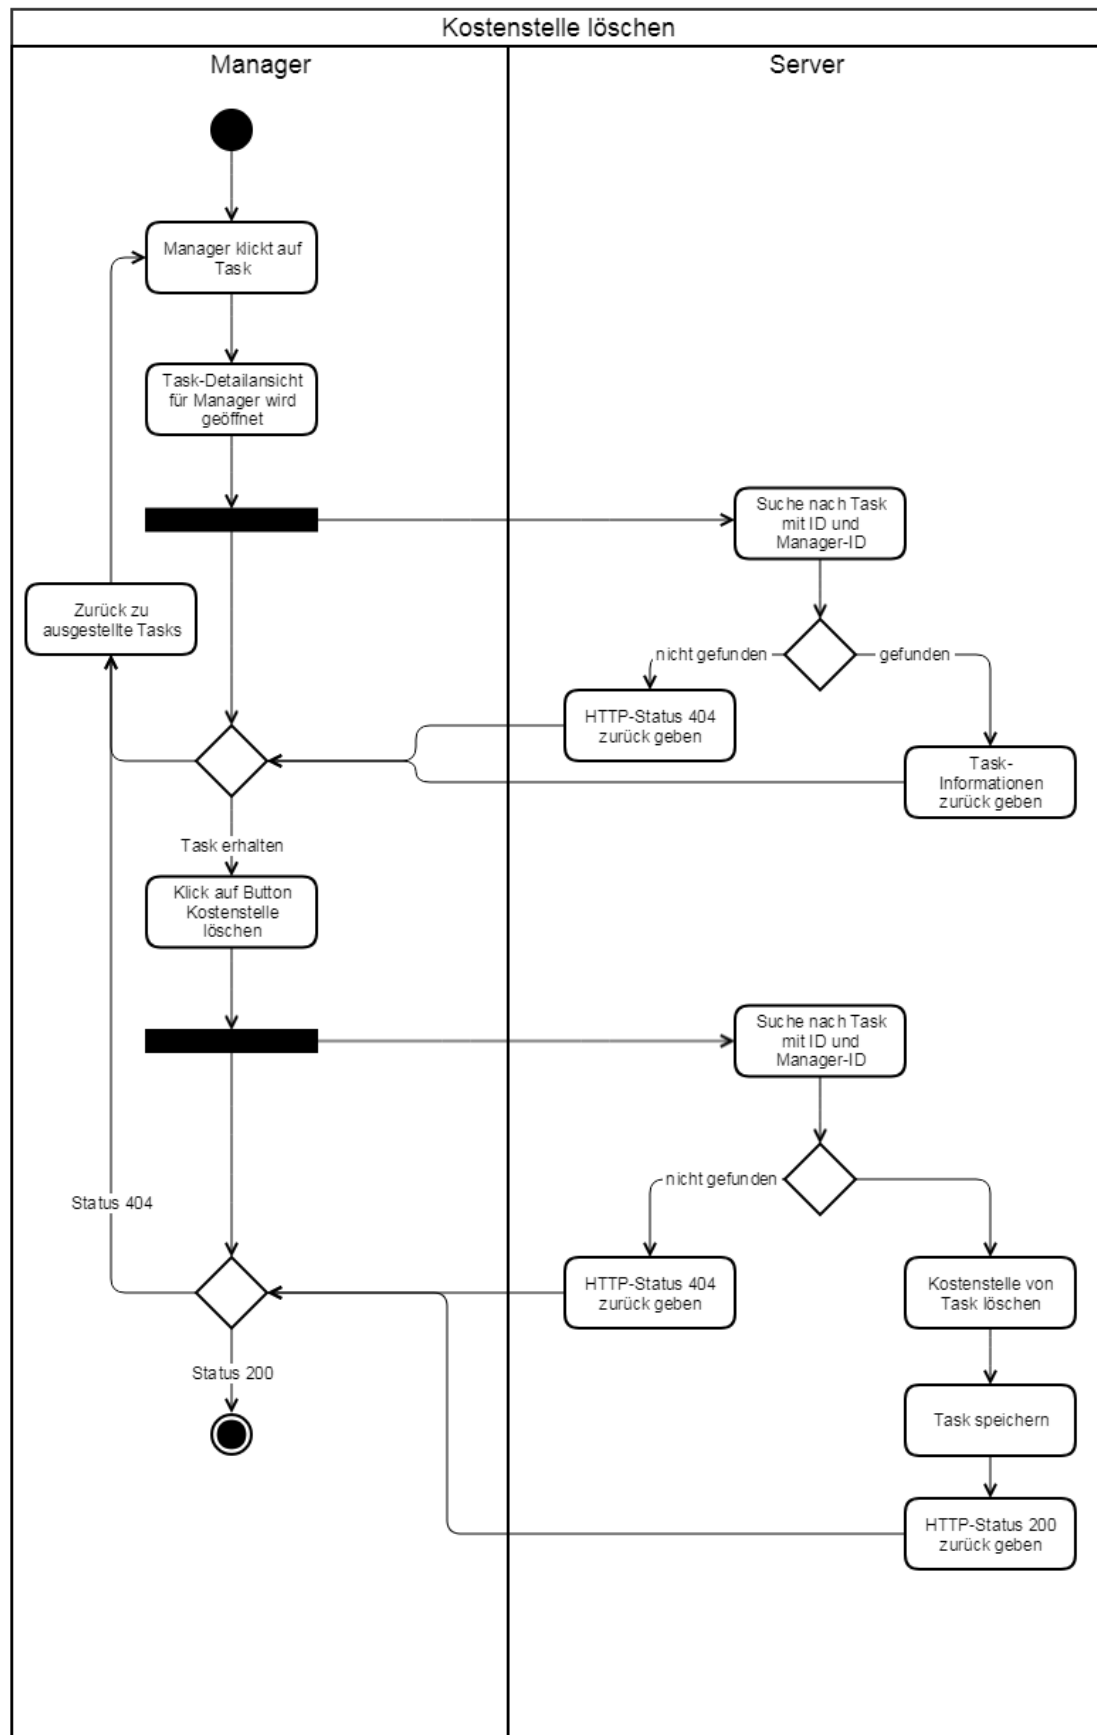 Kostenstelle löschen
Manager
Server
Manager klickt auf
Task
Task-Detailansicht
für Manager wird
geöffnet
Suche nach Task
mit ID und
Manager-ID
Zurück zu
ausgestellte Tasks
nicht gefunden
gefunden
HTTP-Status 404
zurück geben
Task-
Informationen
zurück geben
Task erhalten
Klick auf Button
Kostenstelle
löschen
Suche nach Task
mit ID und
Manager-ID
nicht gefunden
Status 404
HTTP-Status 404
zurück geben
Kostenstelle von
Task löschen
Status 200
Task speichern
HTTP-Status 200
zurück geben